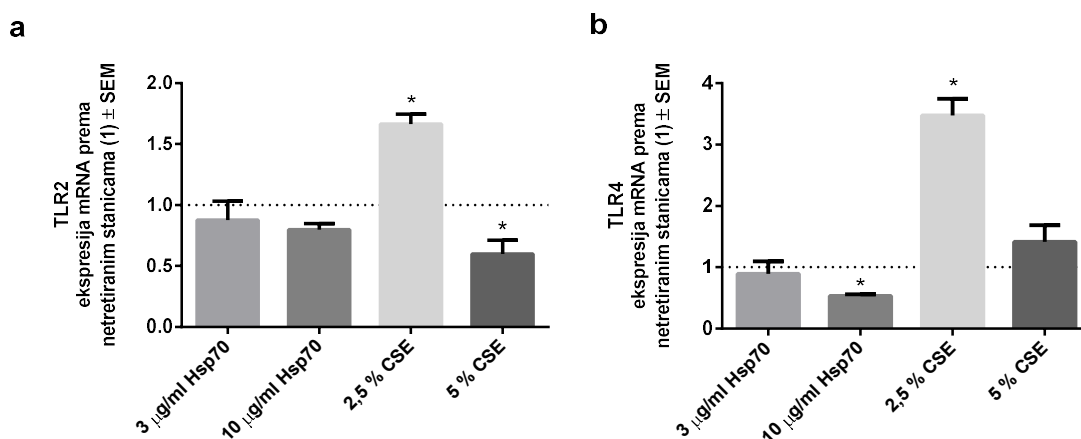 a
TLR2
ekspresija mRNA prema
netretiranim stanicama (1) ± SEM
2.0
1.5
1.0
0.5
0.0
*
*
3 μg/ml Hsp70
10 μg/ml Hsp70
2,5 % CSE
5 % CSE
b
TLR4
ekspresija mRNA prema
netretiranim stanicama (1) ± SEM
4
3
2
1
0
*
*
3 μg/ml Hsp70
10 μg/ml Hsp70
2,5 % CSE
5 % CSE